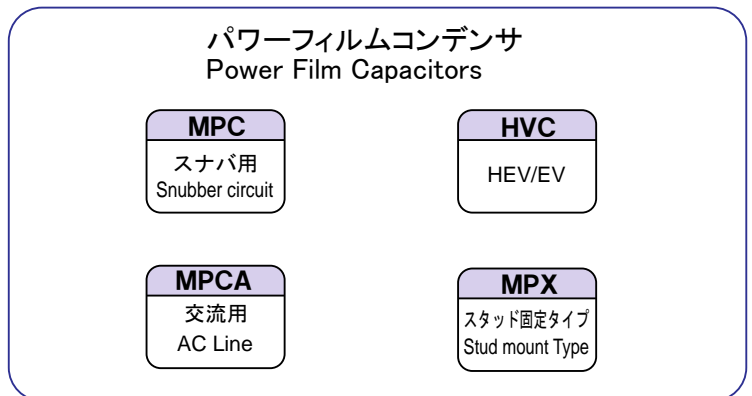 パワーフィルムコンデンサ
Power Film Capacitors
MPC
スナバ用
Snubber circuit
HVC
HEV/EV
MPCA
交流用
AC Line
MPX
スタッド固定タイプ
Stud mount Type